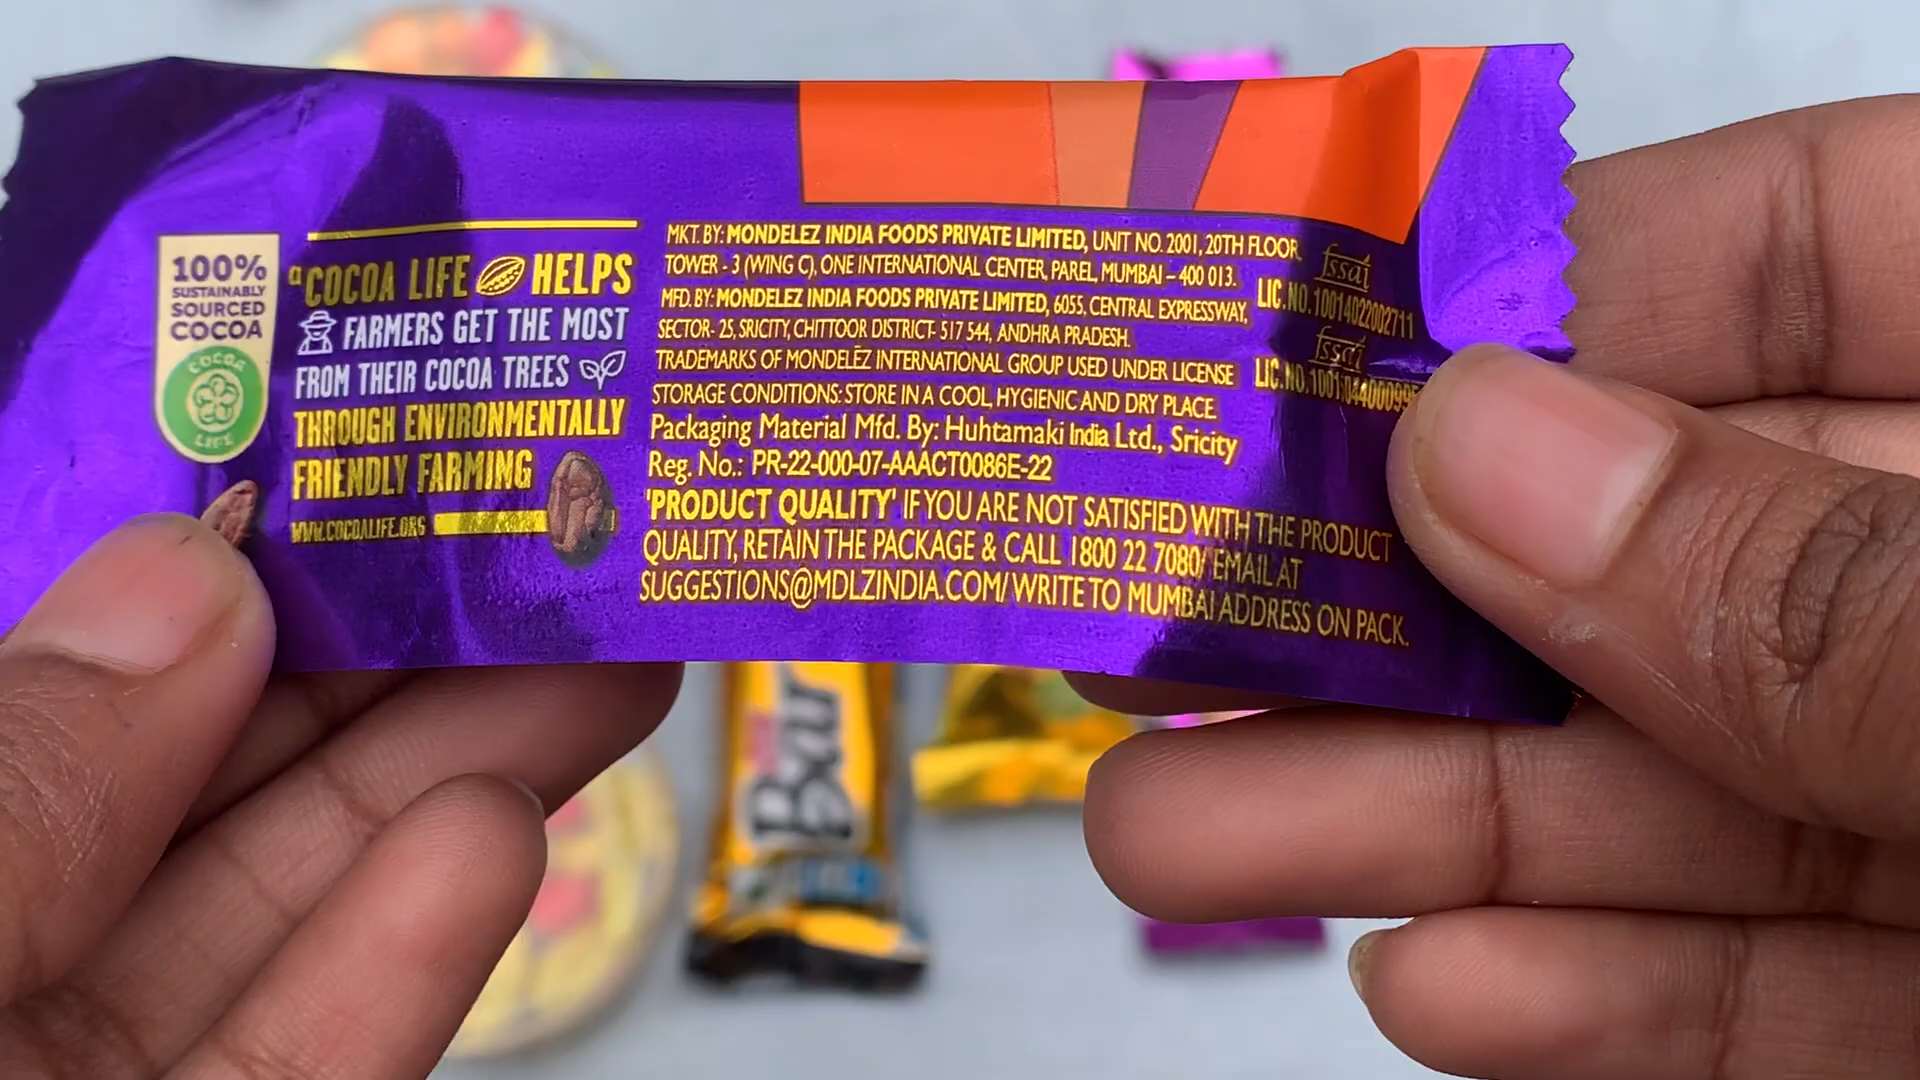 100%
SUSTAINABLY
SOURCED
COCOA
COCOA
LIFE
"COCOA LIFE HELPS
FARMERS GET THE MOST
FROM THEIR COCOA TREES
THROUGH ENVIRONMENTALLY
FRIENDLY FARMING
WWW.COCOALIFE.ORG
MKT. BY: MONDELEZ INDIA FOODS PRIVATE LIMITED, UNIT NO. 2001, 20TH FLOOR,
TOWER - 3 (WING C), ONE INTERNATIONAL CENTER, PAREL, MUMBAI – 400 013.
MFD. BY: MONDELEZ INDIA FOODS PRIVATE LIMITED, 6055, CENTRAL EXPRESSWAY,
SECTOR- 25, SRICITY, CHITTOOR DISTRICT- 517 544, ANDHRA PRADESH.
TRADEMARKS OF MONDELĒZ INTERNATIONAL GROUP USED UNDER LICENSE
STORAGE CONDITIONS: STORE IN A COOL, HYGIENIC AND DRY PLACE.
Packaging Material Mfd. By: Huhtamaki India Ltd., Sricity
Reg. No.: PR-22-000-07-AAACT0086E-22
'PRODUCT QUALITY' IF YOU ARE NOT SATISFIED WITH THE PRODUCT
QUALITY, RETAIN THE PACKAGE & CALL 1800 22 7080/ EMAIL AT
SUGGESTIONS@MDLZINDIA.COM/ WRITE TO MUMBAI ADDRESS ON PACK.
fssai
LIC. NO. 10014022002711
fssai
LIC. NO.
Bar